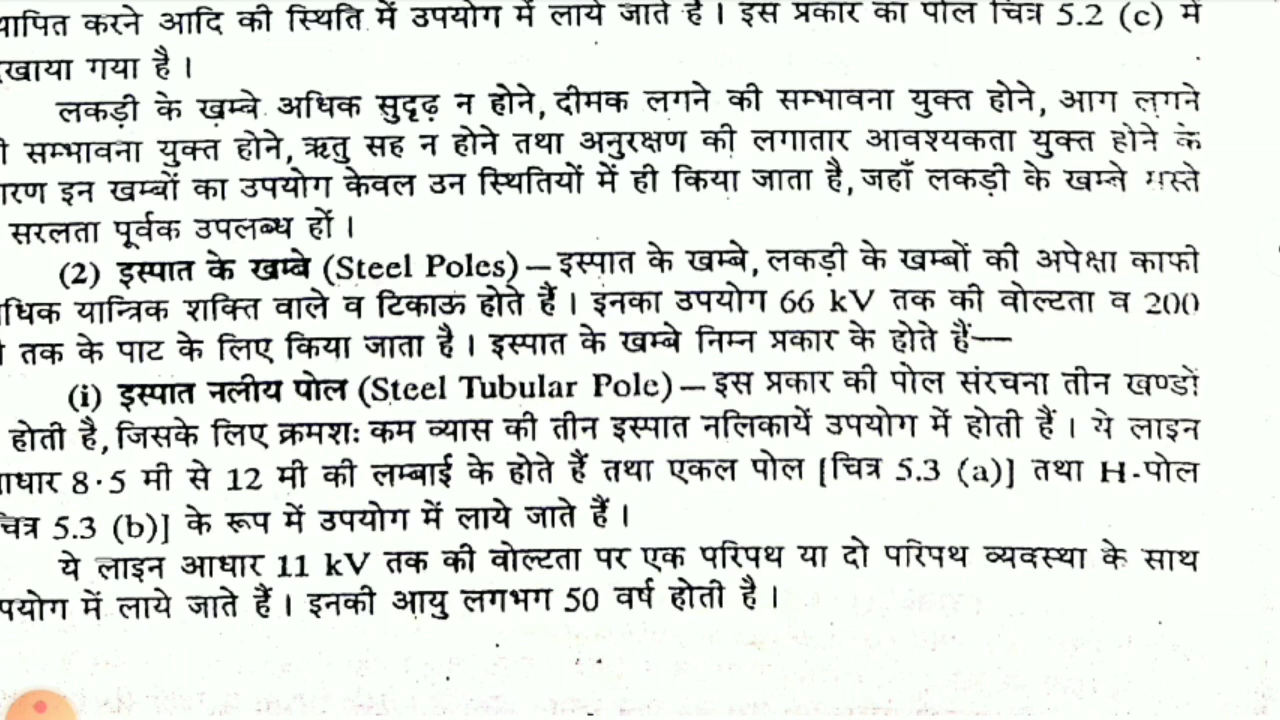 यापित करने आदि की स्थिति में उपयोग में लाये जाते हैं । इस प्रकार का पोल चित्र 5.2 (c) में
खाया गया है ।
लकड़ी के खम्बे अधिक सुदृढ़ न होने, दीमक लगने की सम्भावना युक्त होने, आग लगने
सम्भावना युक्त होने, ऋतु सह न होने तथा अनुरक्षण की लगातार आवश्यकता युक्त होने के
रण इन खम्बों का उपयोग केवल उन स्थितियों में ही किया जाता है, जहाँ लकड़ी के खम्बे सस्ते
सरलता पूर्वक उपलब्ध हों ।
(2) इस्पात के खम्बे (Steel Poles) – इस्पात के खम्बे, लकड़ी के खम्बों की अपेक्षा काफी
धिक यान्त्रिक शक्ति वाले व टिकाऊ होते हैं । इनका उपयोग 66 kV तक की वोल्टता व 200
तक के पाट के लिए किया जाता है । इस्पात के खम्बे निम्न प्रकार के होते हैं—
(i) इस्पात नलीय पोल (Steel Tubular Pole) – इस प्रकार की पोल संरचना तीन खण्डों
होती है, जिसके लिए क्रमशः कम व्यास की तीन इस्पात नलिकायें उपयोग में होती हैं । ये लाइन
ाधार 8·5 मी से 12 मी की लम्बाई के होते हैं तथा एकल पोल [चित्र 5.3 (a)] तथा H-पोल
चित्र 5.3 (b)] के रूप में उपयोग में लाये जाते हैं ।
ये लाइन आधार 11 kV तक की वोल्टता पर एक परिपथ या दो परिपथ व्यवस्था के साथ
पयोग में लाये जाते हैं । इनकी आयु लगभग 50 वर्ष होती है ।